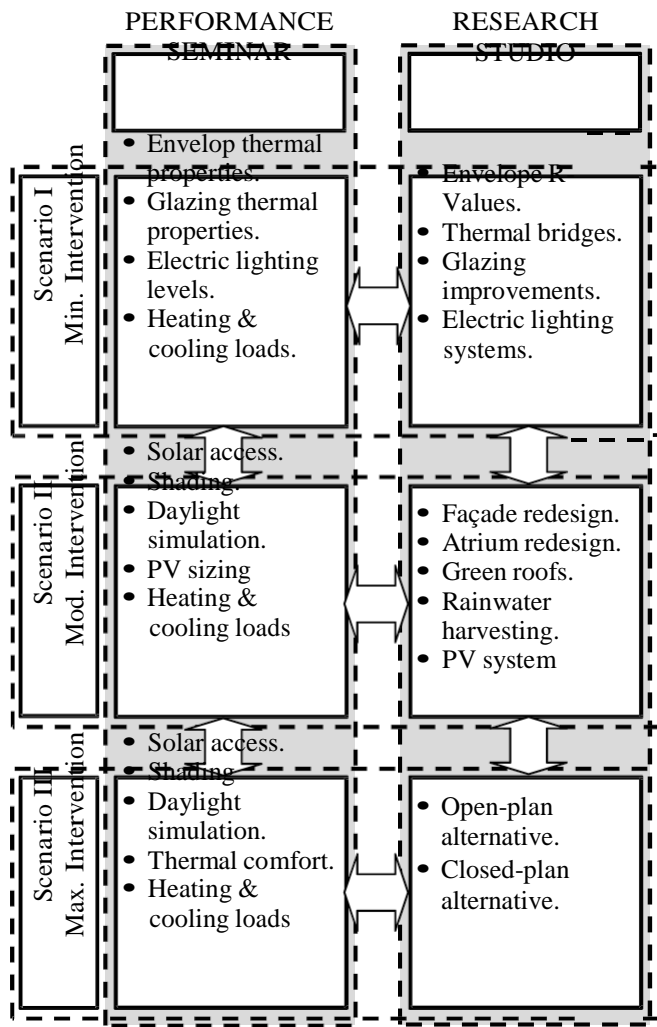 PERFORMANCE
SEMINAR
RESEARCH
STUDIO
Scenario I
Min. Intervention
• Envelop thermal
properties.
• Glazing thermal
properties.
• Electric lighting
levels.
• Heating &
cooling loads.
• Envelope R
Values.
• Thermal bridges.
• Glazing
improvements.
• Electric lighting
systems.
Scenario II
Mod. Intervention
• Solar access.
• Shading.
• Daylight
simulation.
• PV sizing
• Heating &
cooling loads
• Façade redesign.
• Atrium redesign.
• Green roofs.
• Rainwater
harvesting.
• PV system
Scenario III
Max. Intervention
• Solar access.
• Shading
• Daylight
simulation.
• Thermal comfort.
• Heating &
cooling loads
• Open-plan
alternative.
• Closed-plan
alternative.